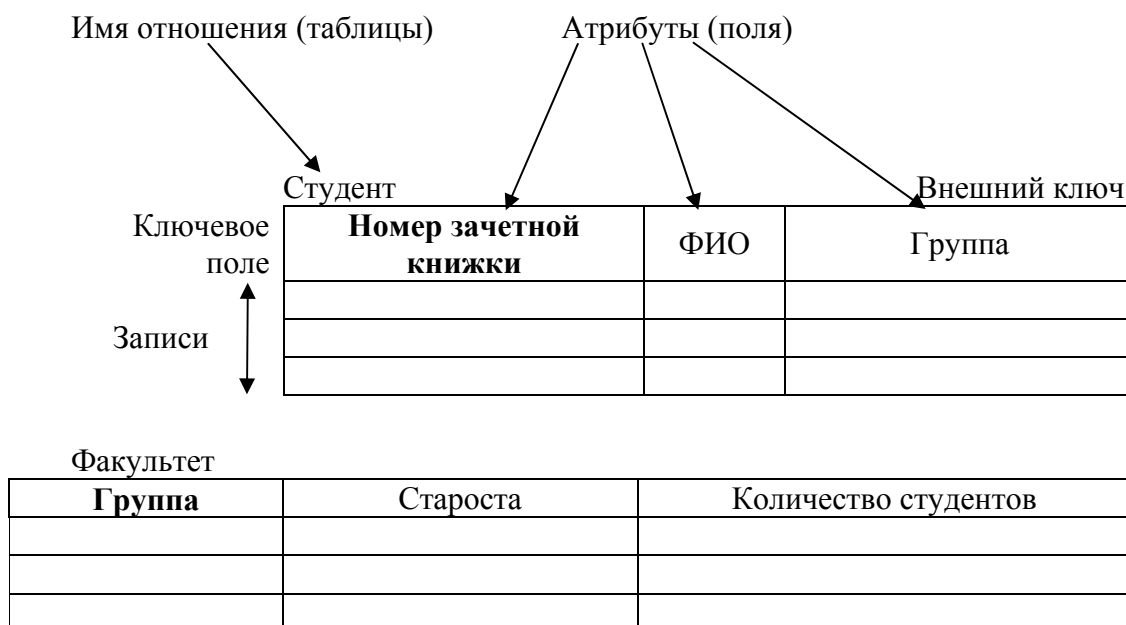 Имя отношения (таблицы) Атрибуты (поля)
Студент Внешний ключ
Ключевое поле
Номер зачетной книжки
ФИО
Группа
Записи
Факультет
Группа Староста Количество студентов